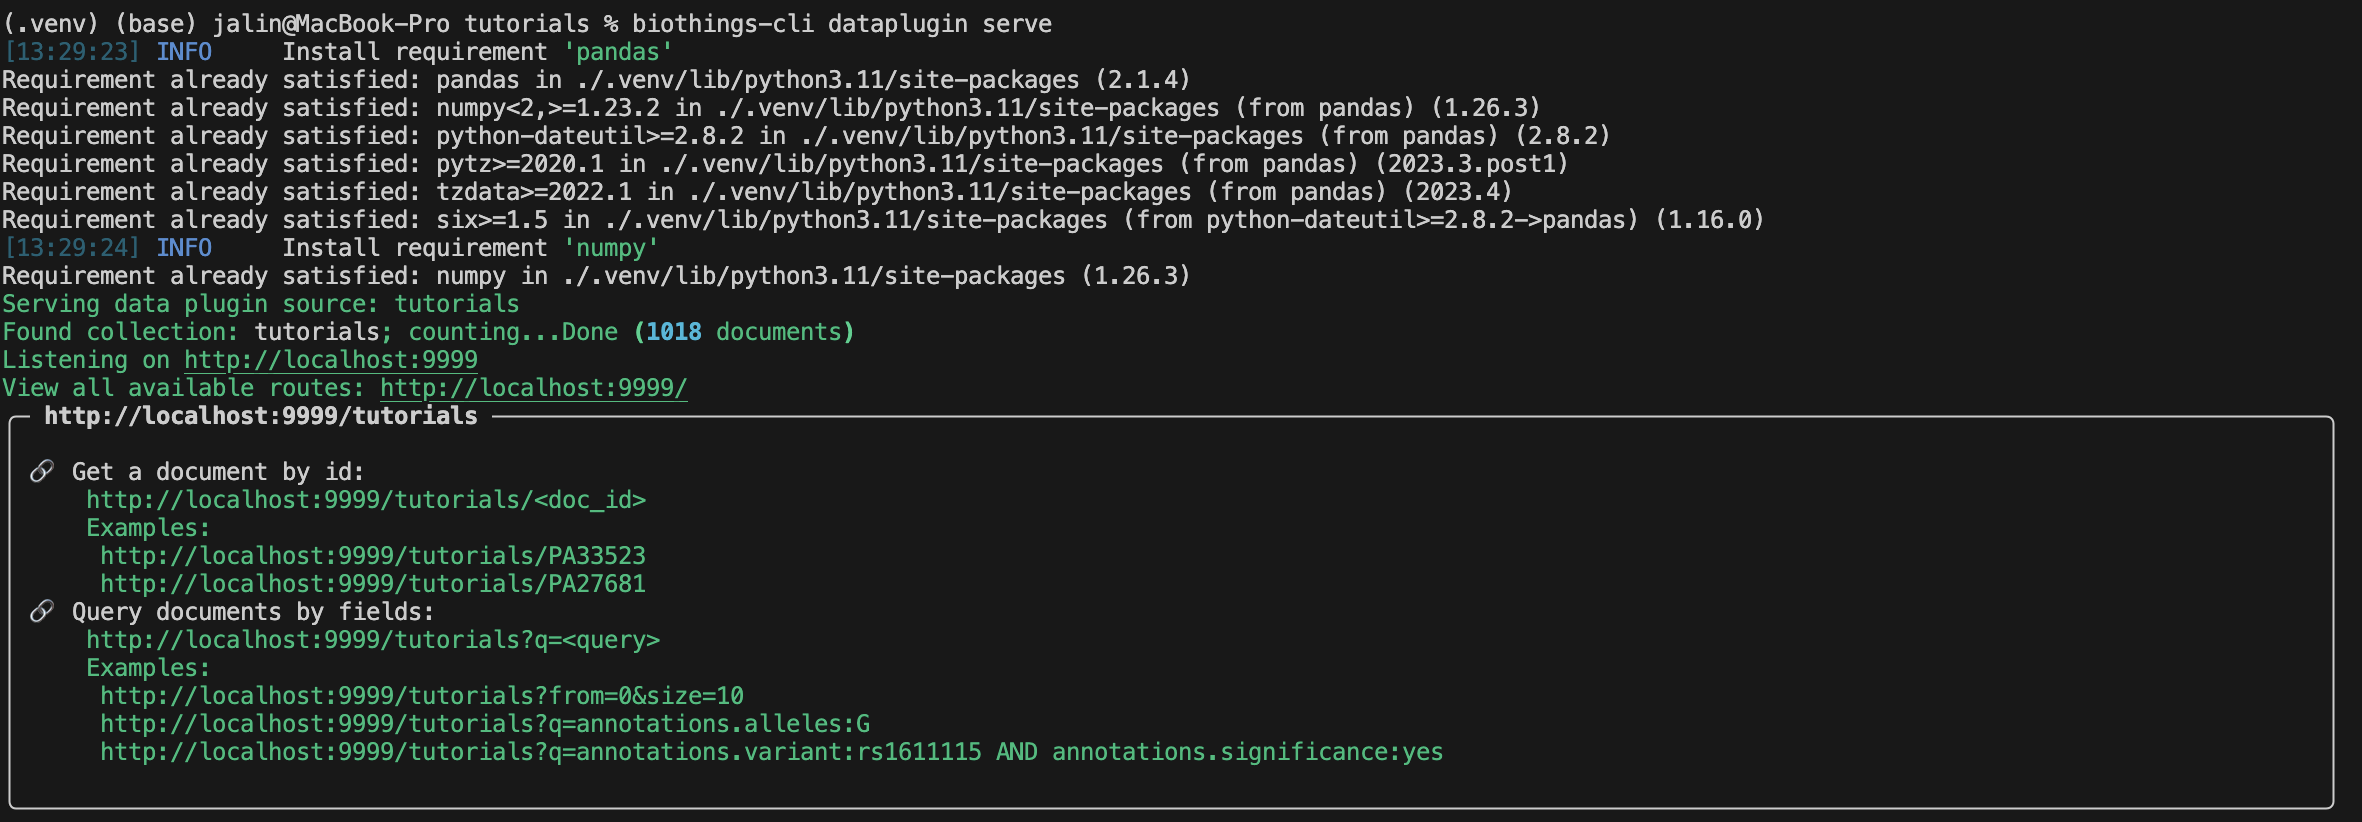 (.venv) (base) jalin@MacBook-Pro tutorials % biothings-cli dataplugin serve
[13:29:23] INFO     Install requirement 'pandas'
Requirement already satisfied: pandas in ./.venv/lib/python3.11/site-packages (2.1.4)
Requirement already satisfied: numpy<2,>=1.23.2 in ./.venv/lib/python3.11/site-packages (from pandas) (1.26.3)
Requirement already satisfied: python-dateutil>=2.8.2 in ./.venv/lib/python3.11/site-packages (from pandas) (2.8.2)
Requirement already satisfied: pytz>=2020.1 in ./.venv/lib/python3.11/site-packages (from pandas) (2023.3.post1)
Requirement already satisfied: tzdata>=2022.1 in ./.venv/lib/python3.11/site-packages (from pandas) (2023.4)
Requirement already satisfied: six>=1.5 in ./.venv/lib/python3.11/site-packages (from python-dateutil>=2.8.2->pandas) (1.16.0)
[13:29:24] INFO     Install requirement 'numpy'
Requirement already satisfied: numpy in ./.venv/lib/python3.11/site-packages (1.26.3)
Serving data plugin source: tutorials
Found collection: tutorials; counting...Done (1018 documents)
Listening on http://localhost:9999
View all available routes: http://localhost:9999/
http://localhost:9999/tutorials
Get a document by id:
http://localhost:9999/tutorials/<doc_id>
Examples:
http://localhost:9999/tutorials/PA33523
http://localhost:9999/tutorials/PA27681
Query documents by fields:
http://localhost:9999/tutorials?q=<query>
Examples:
http://localhost:9999/tutorials?from=0&size=10
http://localhost:9999/tutorials?q=annotations.alleles:G
http://localhost:9999/tutorials?q=annotations.variant:rs1611115 AND annotations.significance:yes